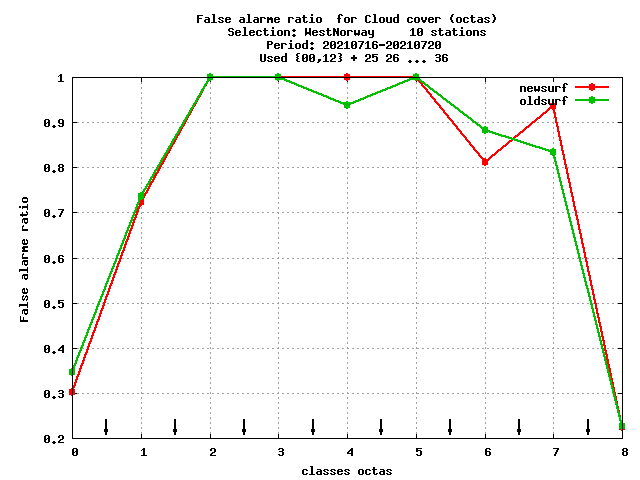 False alarme ratio  for Cloud cover (octas)
Selection: WestNorway     10 stations
Period: 20210716-20210720
Used {00,12} + 25 26 ... 36
newsurf
oldsurf
1
0.9
0.8
0.7
0.6
0.5
0.4
0.3
0.2
False alarme ratio
0 1 2 3 4 5 6 7 8
classes octas